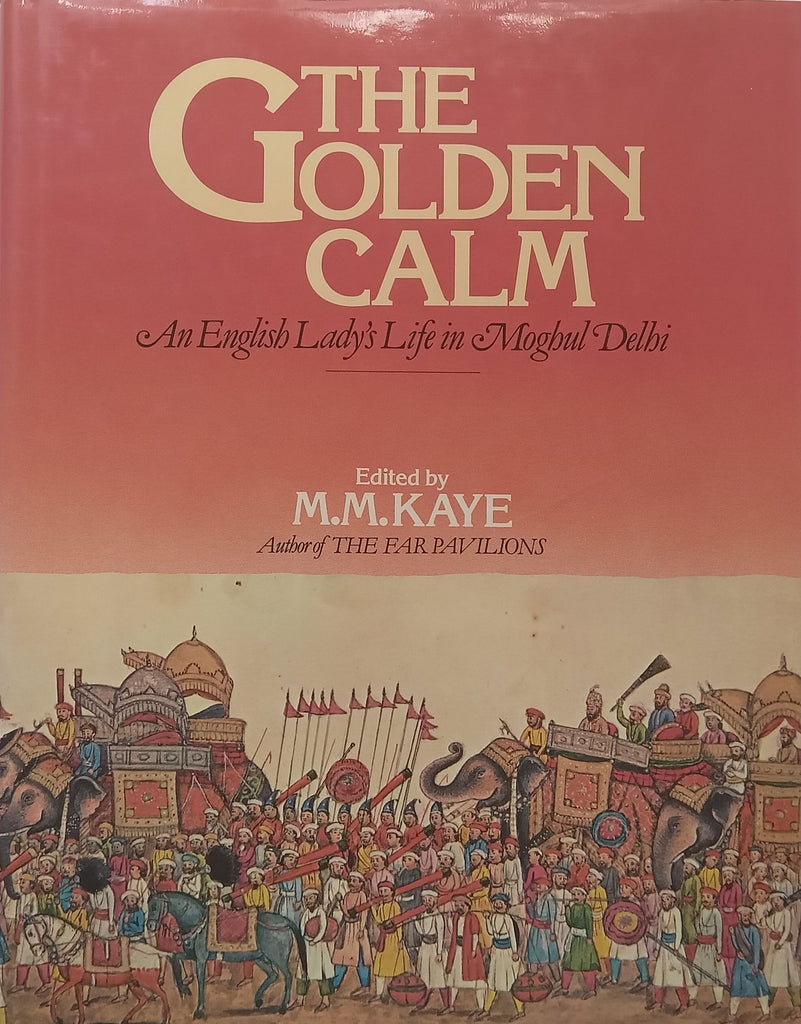 THE
GOLDEN
CALM
An English Lady's Life in Moghul Delhi
Edited by
M.M.KAYE
Author of THE FAR PAVILIONS